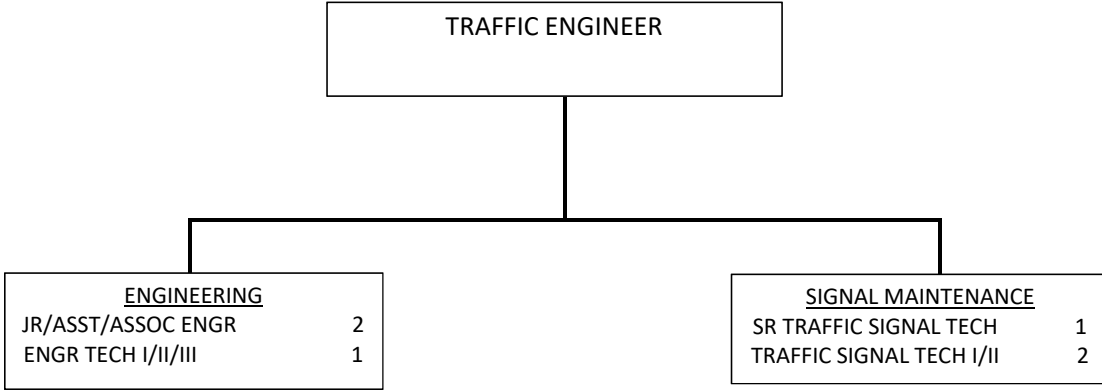 TRAFFIC ENGINEER
ENGINEERING
JR/ASST/ASSOC ENGR 2
ENGR TECH I/II/III 1
SIGNAL MAINTENANCE
SR TRAFFIC SIGNAL TECH 1
TRAFFIC SIGNAL TECH I/II 2